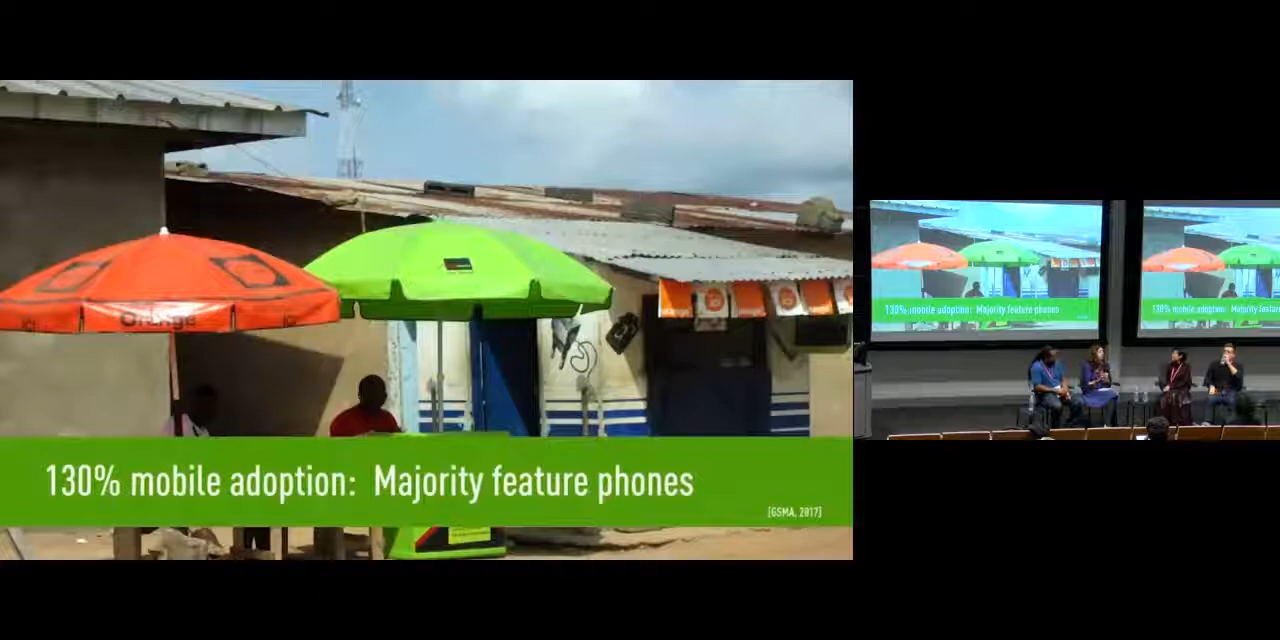 Orange
130% mobile adoption: Majority feature phones
[GSMA, 2017]
130% mobile adoption: Majority feature phones
130% mobile adoption: Majority feature